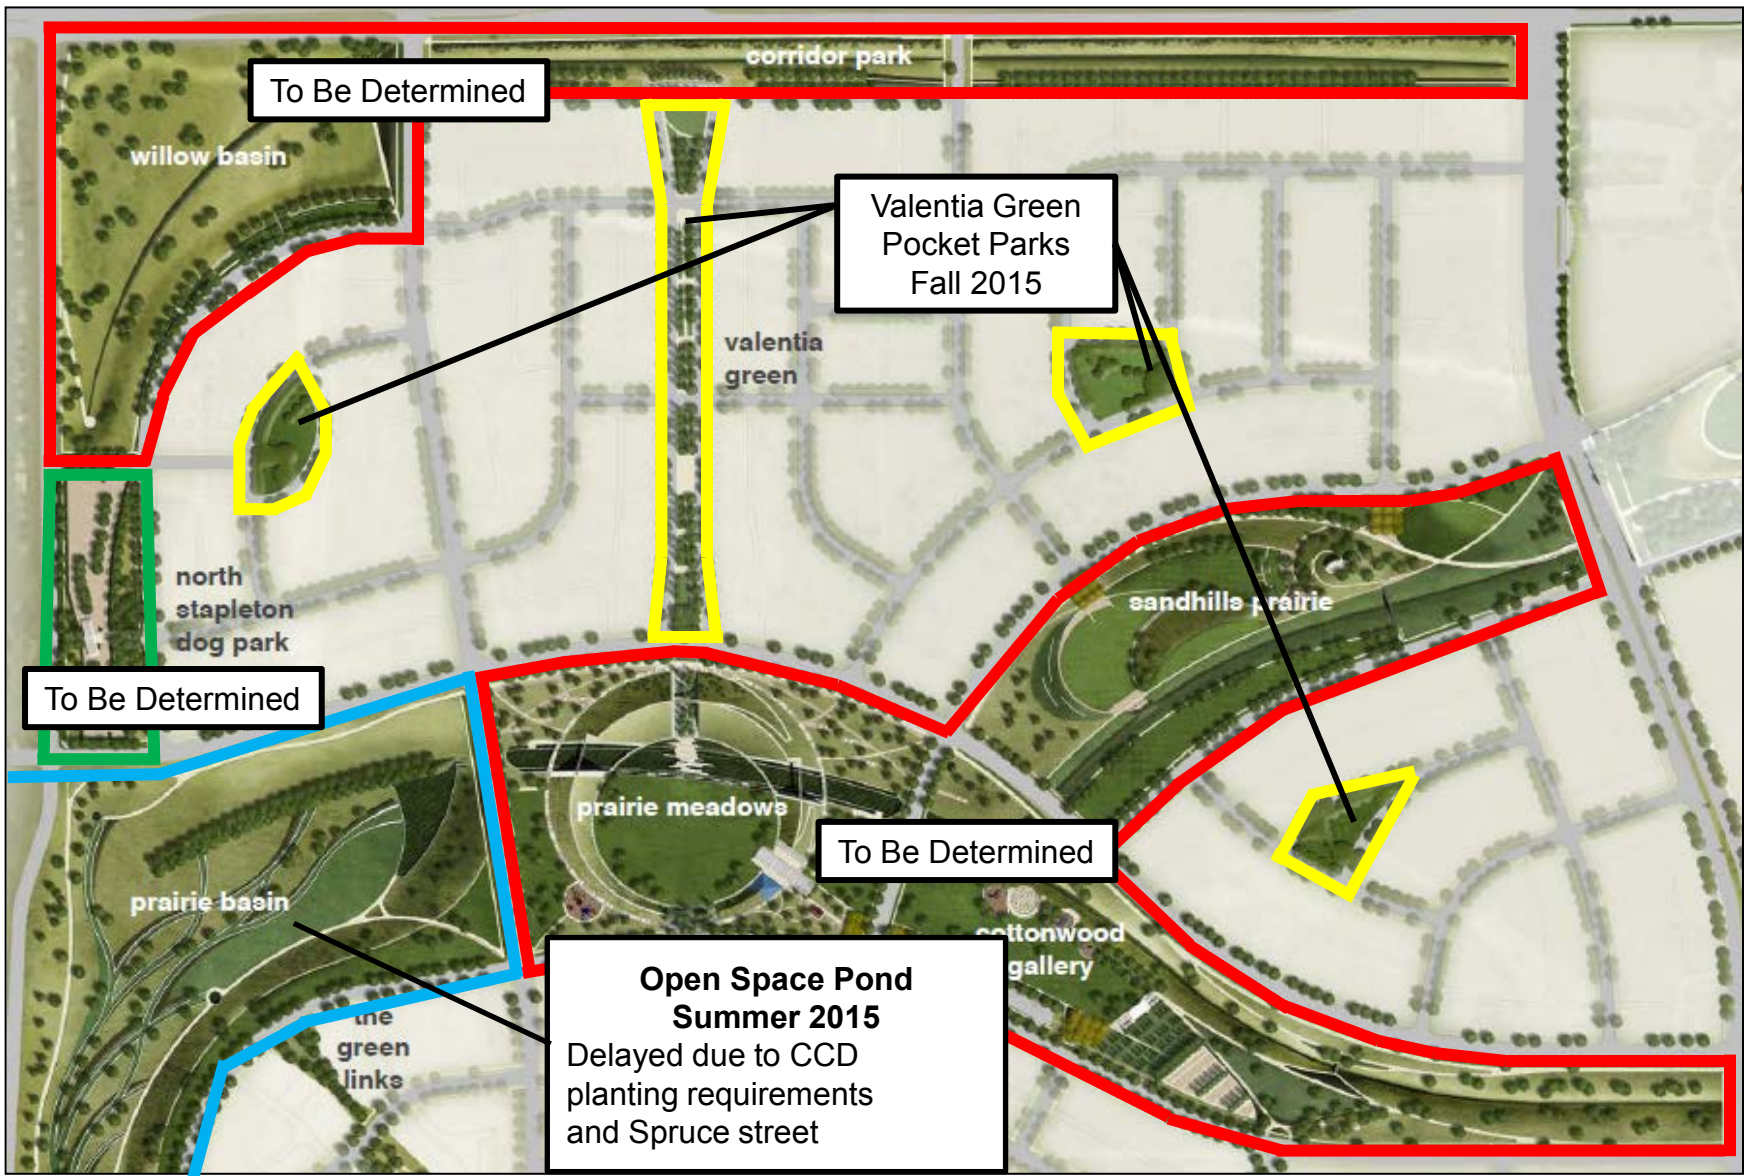 corridor park
To Be Determined
willow basin
Valentia Green
Pocket Parks
Fall 2015
valentia
green
north
stapleton
dog park
sandhills prairie
To Be Determined
prairie meadows
To Be Determined
prairie basin
cottonwood
gallery
Open Space Pond
Summer 2015
Delayed due to CCD
planting requirements
and Spruce street
the
green
links